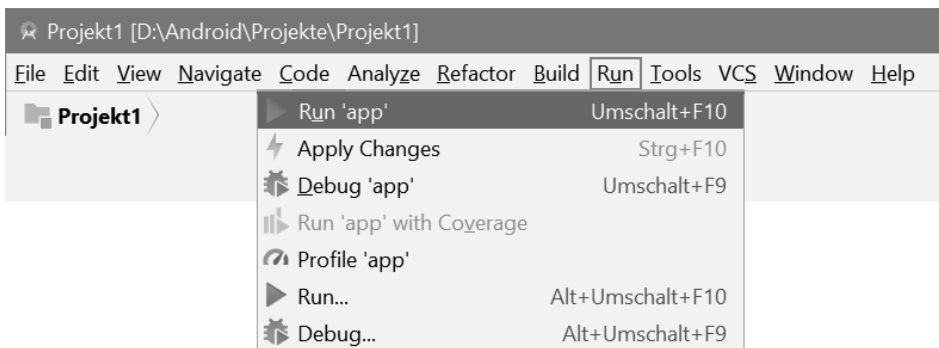 Projekt1 [D:\Android\Projekte\Projekt1]
File Edit View Navigate Code Analyze Refactor Build Run Tools VCS Window Help
Projekt1
Run 'app' Umschalt+F10
Apply Changes Strg+F10
Debug 'app' Umschalt+F9
Run 'app' with Coverage
Profile 'app'
Run... Alt+Umschalt+F10
Debug... Alt+Umschalt+F9